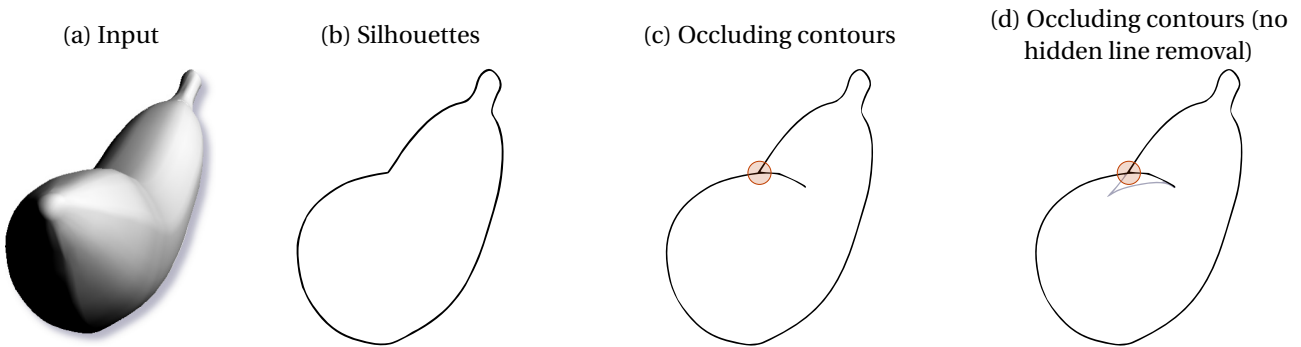 (a) Input
(b) Silhouettes
(c) Occluding contours
(d) Occluding contours (no
hidden line removal)